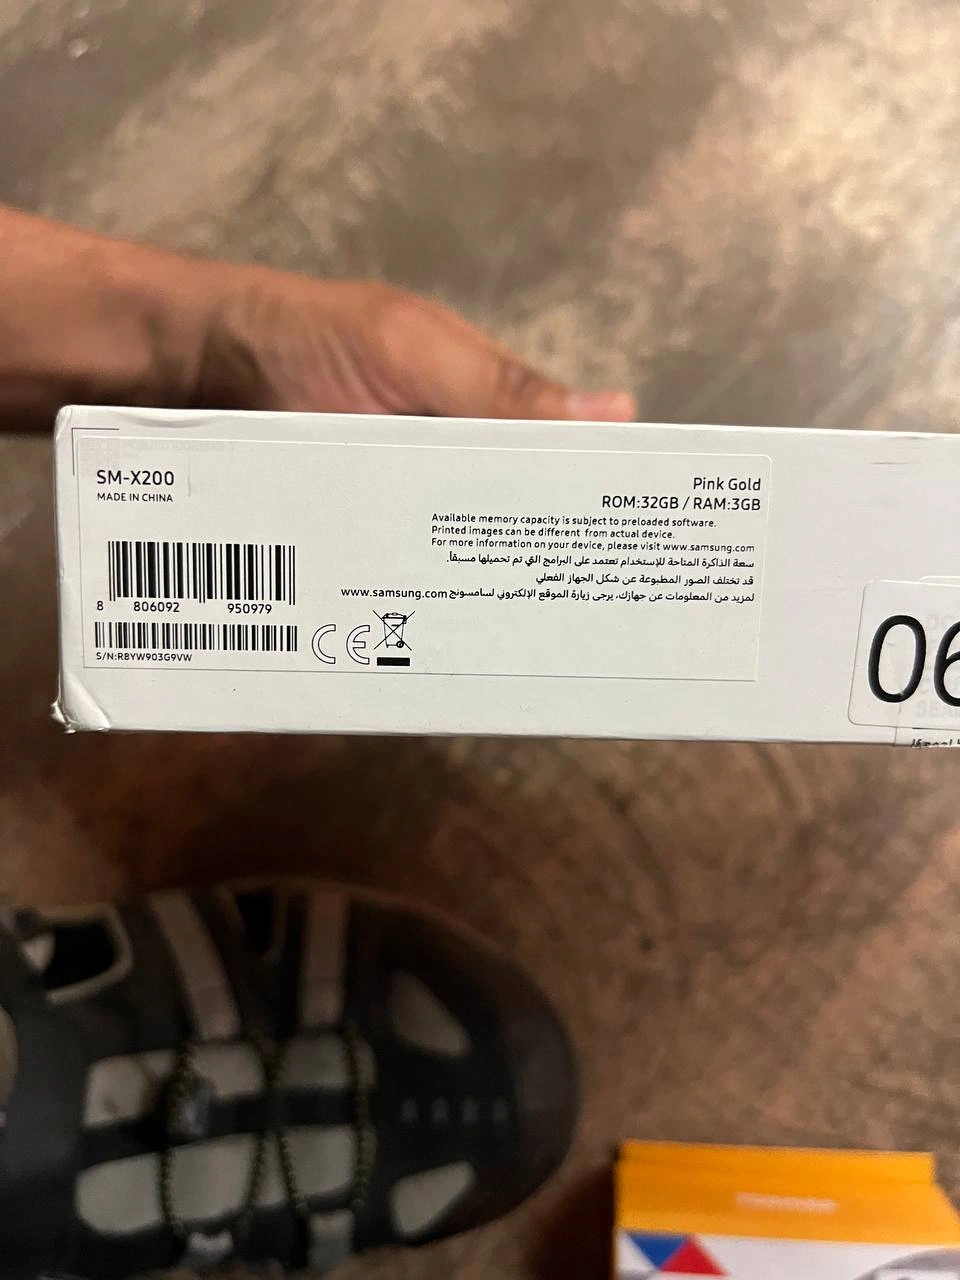 SM-X200
MADE IN CHINA
8 806092 950979
S/N:R8YW903G9VW
Pink Gold
ROM:32GB / RAM:3GB
Available memory capacity is subject to preloaded software.
Printed images can be different from actual device.
For more information on your device, please visit www.samsung.com
سعة الذاكرة المتاحة للإستخدام تعتمد على البرامج التي تم تحميلها مسبقاً.
قد تختلف الصور المطبوعة عن شكل الجهاز الفعلي
لمزيد من المعلومات عن جهازك، يرجى زيارة الموقع الإلكتروني لسامسونج www.samsung.com
CE
06